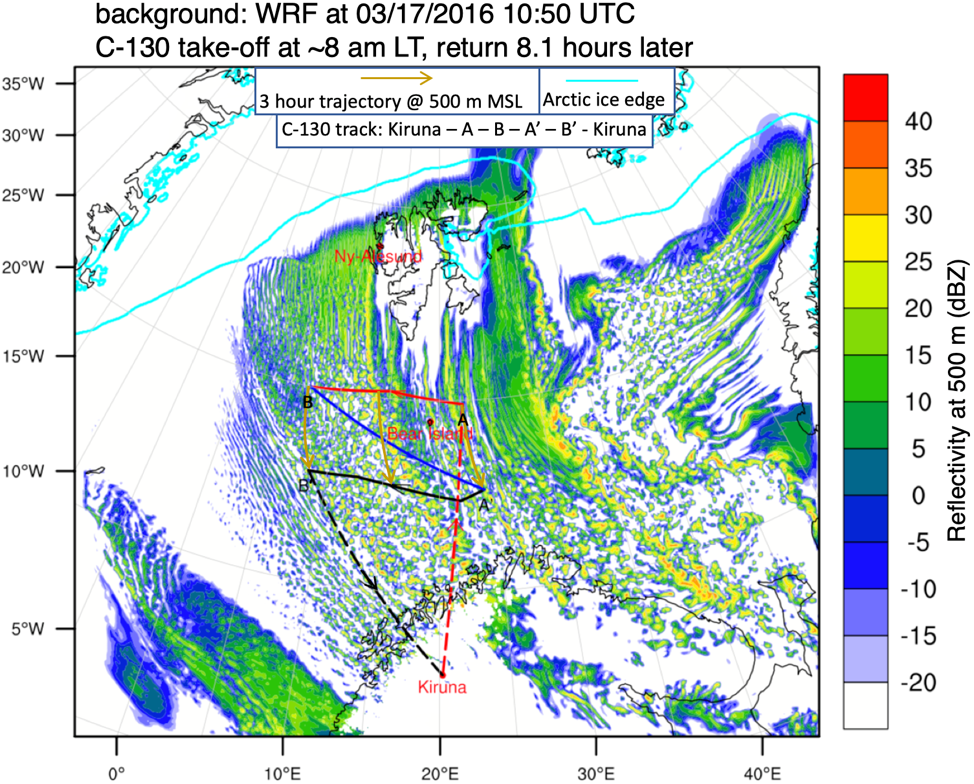 background: WRF at 03/17/2016 10:50 UTC
C-130 take-off at ~8 am LT, return 8.1 hours later
3 hour trajectory @ 500 m MSL
Arctic ice edge
C-130 track: Kiruna – A – B – A’ – B’ - Kiruna
35°W
30°W
25°W
20°W
15°W
10°W
5°W
Ny-Alesund
B
A
Bear Island
B'
A'
Kiruna
0°
10°E
20°E
30°E
40°E
40
35
30
25
20
15
10
5
0
-5
-10
-15
-20
Reflectivity at 500 m (dBZ)